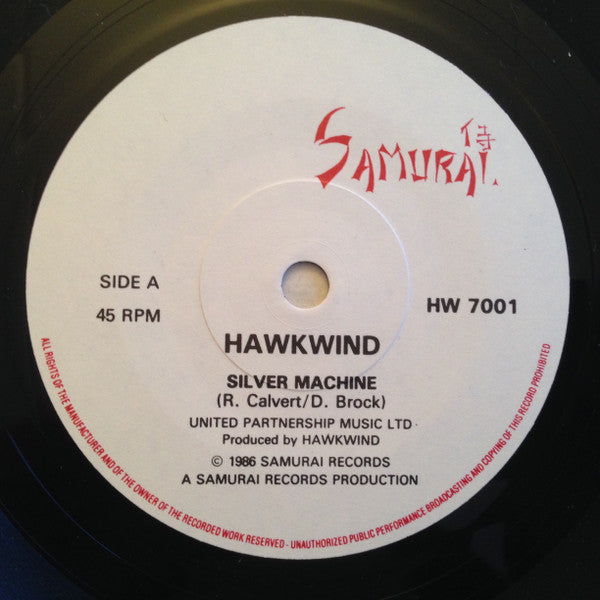 侍
SAMURAI.
SIDE A
45 RPM
HW 7001
HAWKWIND
SILVER MACHINE
(R. Calvert/D. Brock)
UNITED PARTNERSHIP MUSIC LTD
Produced by HAWKWIND
© 1986 SAMURAI RECORDS
A SAMURAI RECORDS PRODUCTION
ALL RIGHTS OF THE MANUFACTURER AND OF THE OWNER OF THE RECORDED WORK RESERVED - UNAUTHORIZED PUBLIC PERFORMANCE BROADCASTING AND COPYING OF THIS RECORD PROHIBITED